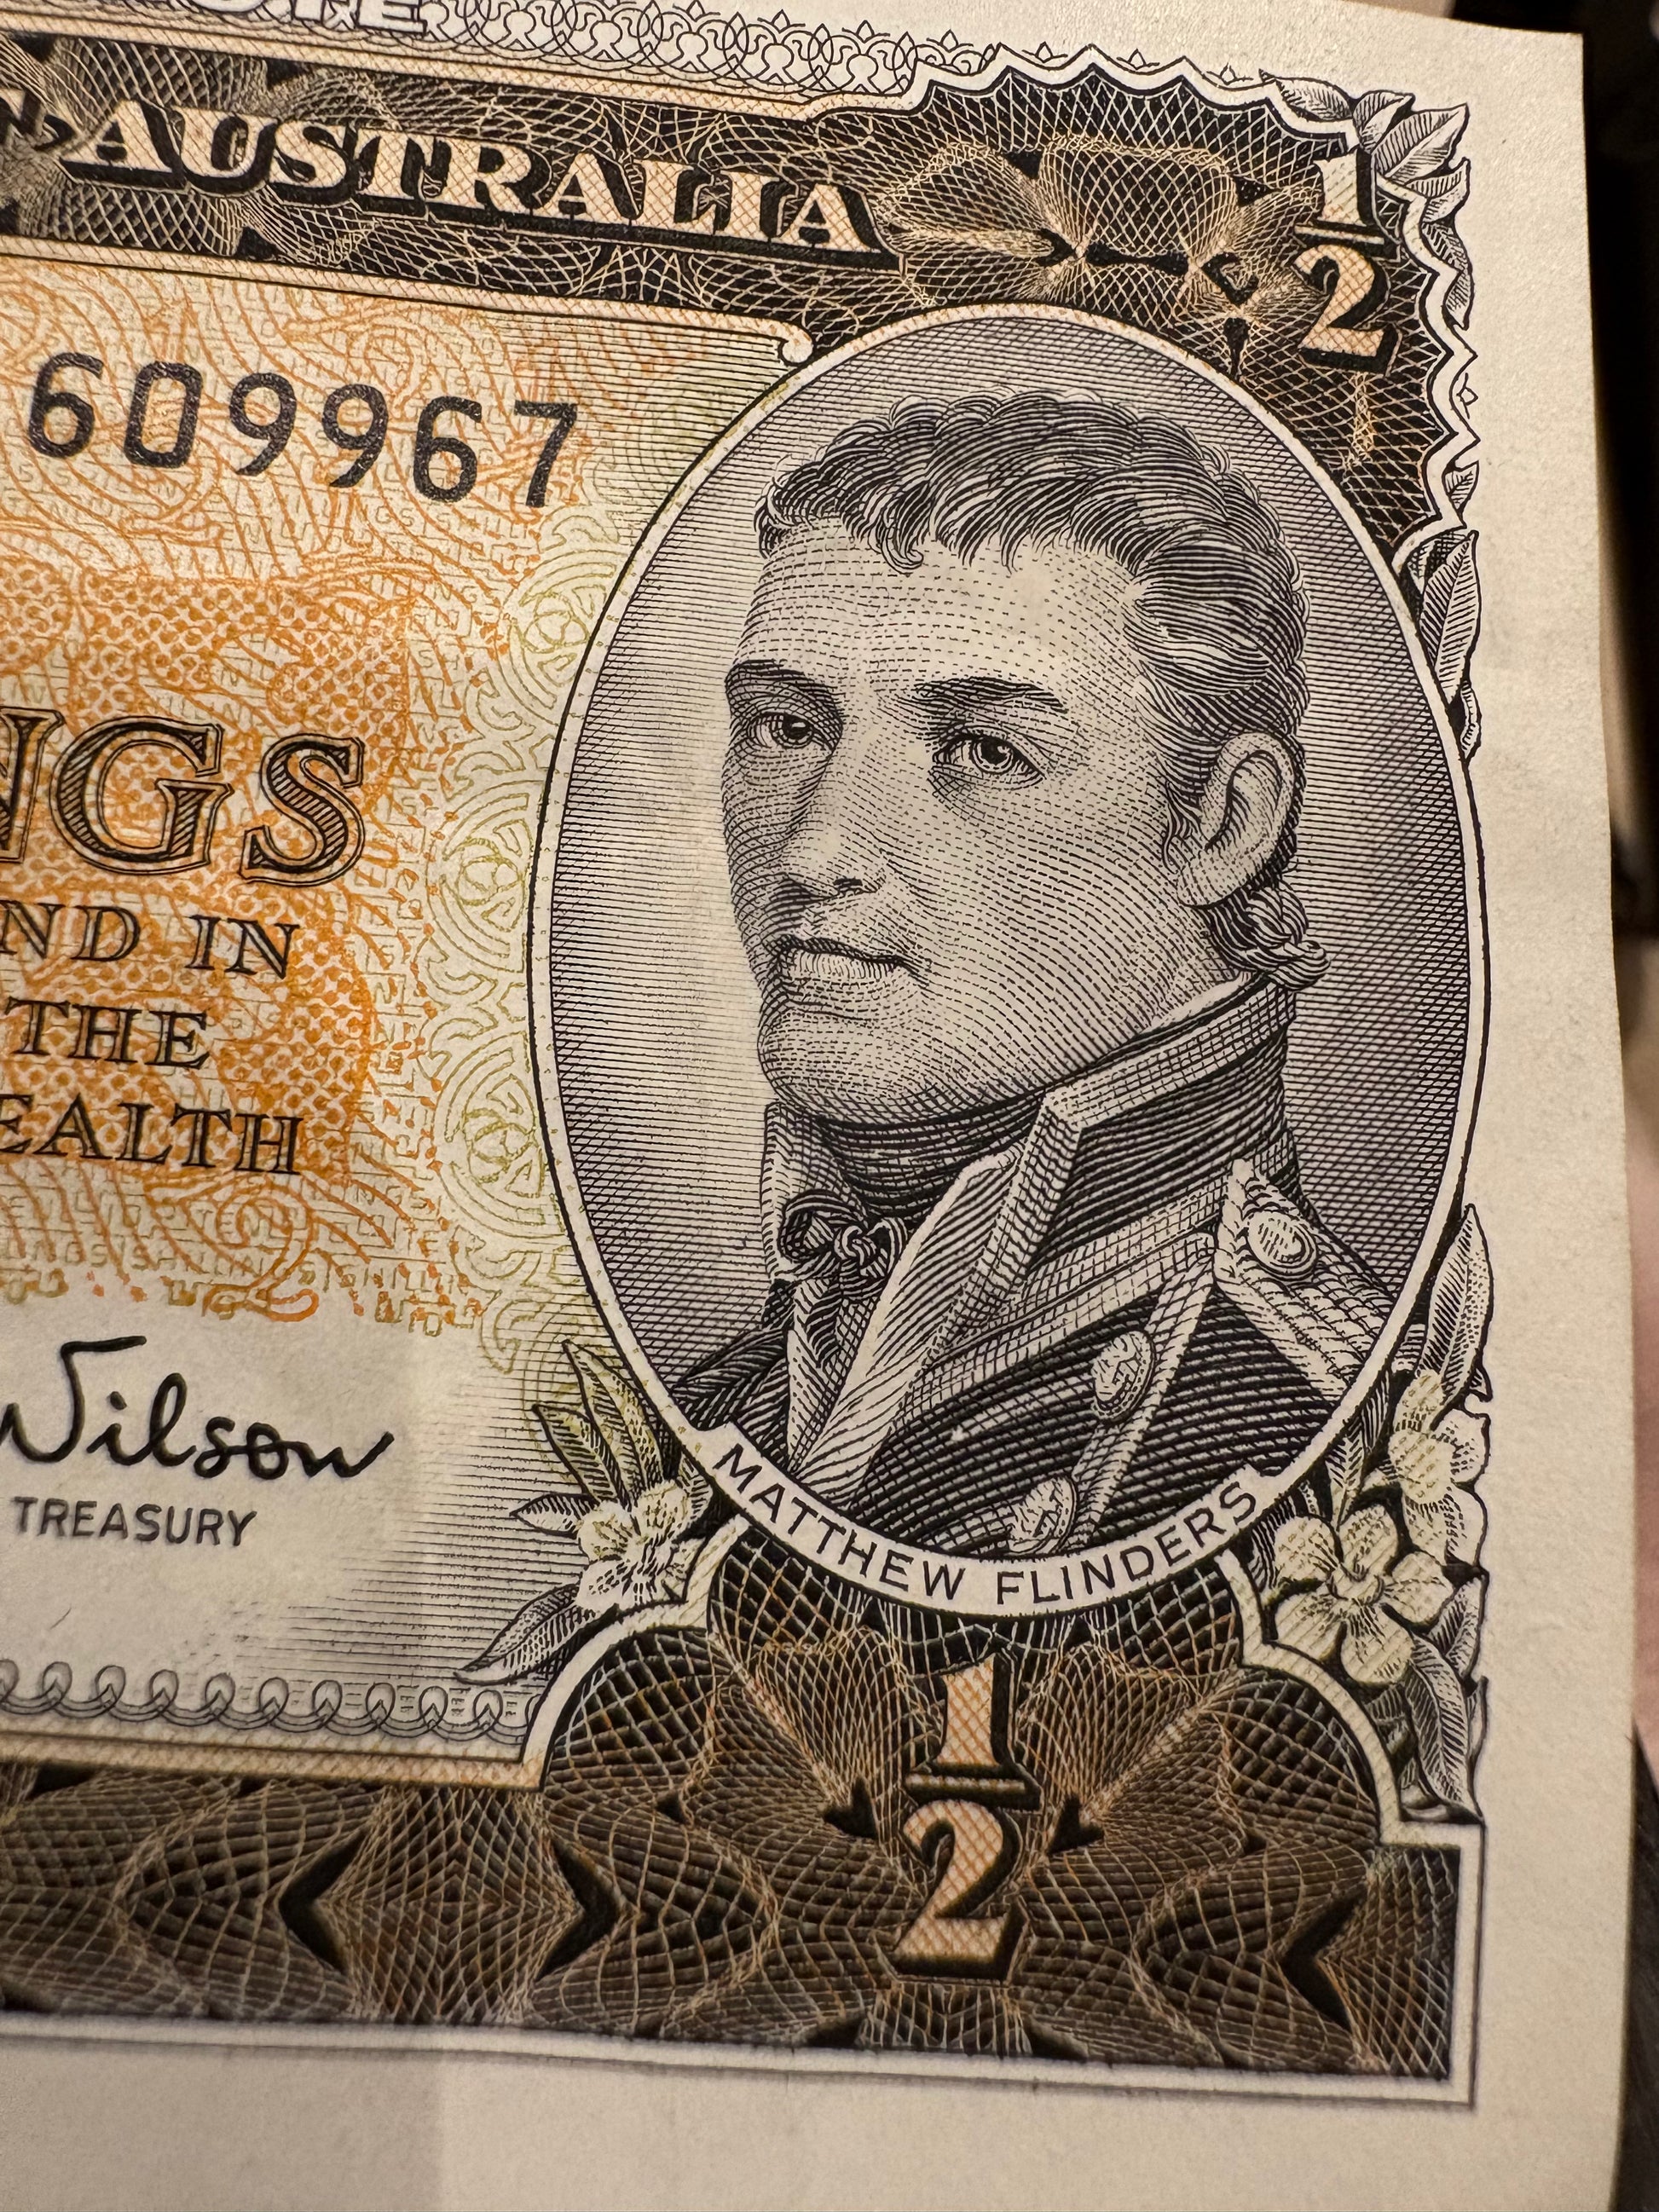 AUSTRALIA
1/2
609967
NGS
ND IN
THE
EALTH
Wilson
TREASURY
MATTHEW FLINDERS
1/2